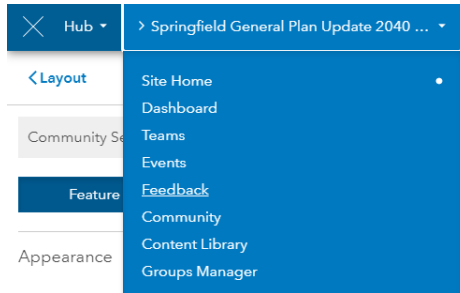 Hub
> Springfield General Plan Update 2040 ...
Layout
Site Home
Dashboard
Community Se
Teams
Events
Feature
Feedback
Community
Content Library
Appearance
Groups Manager